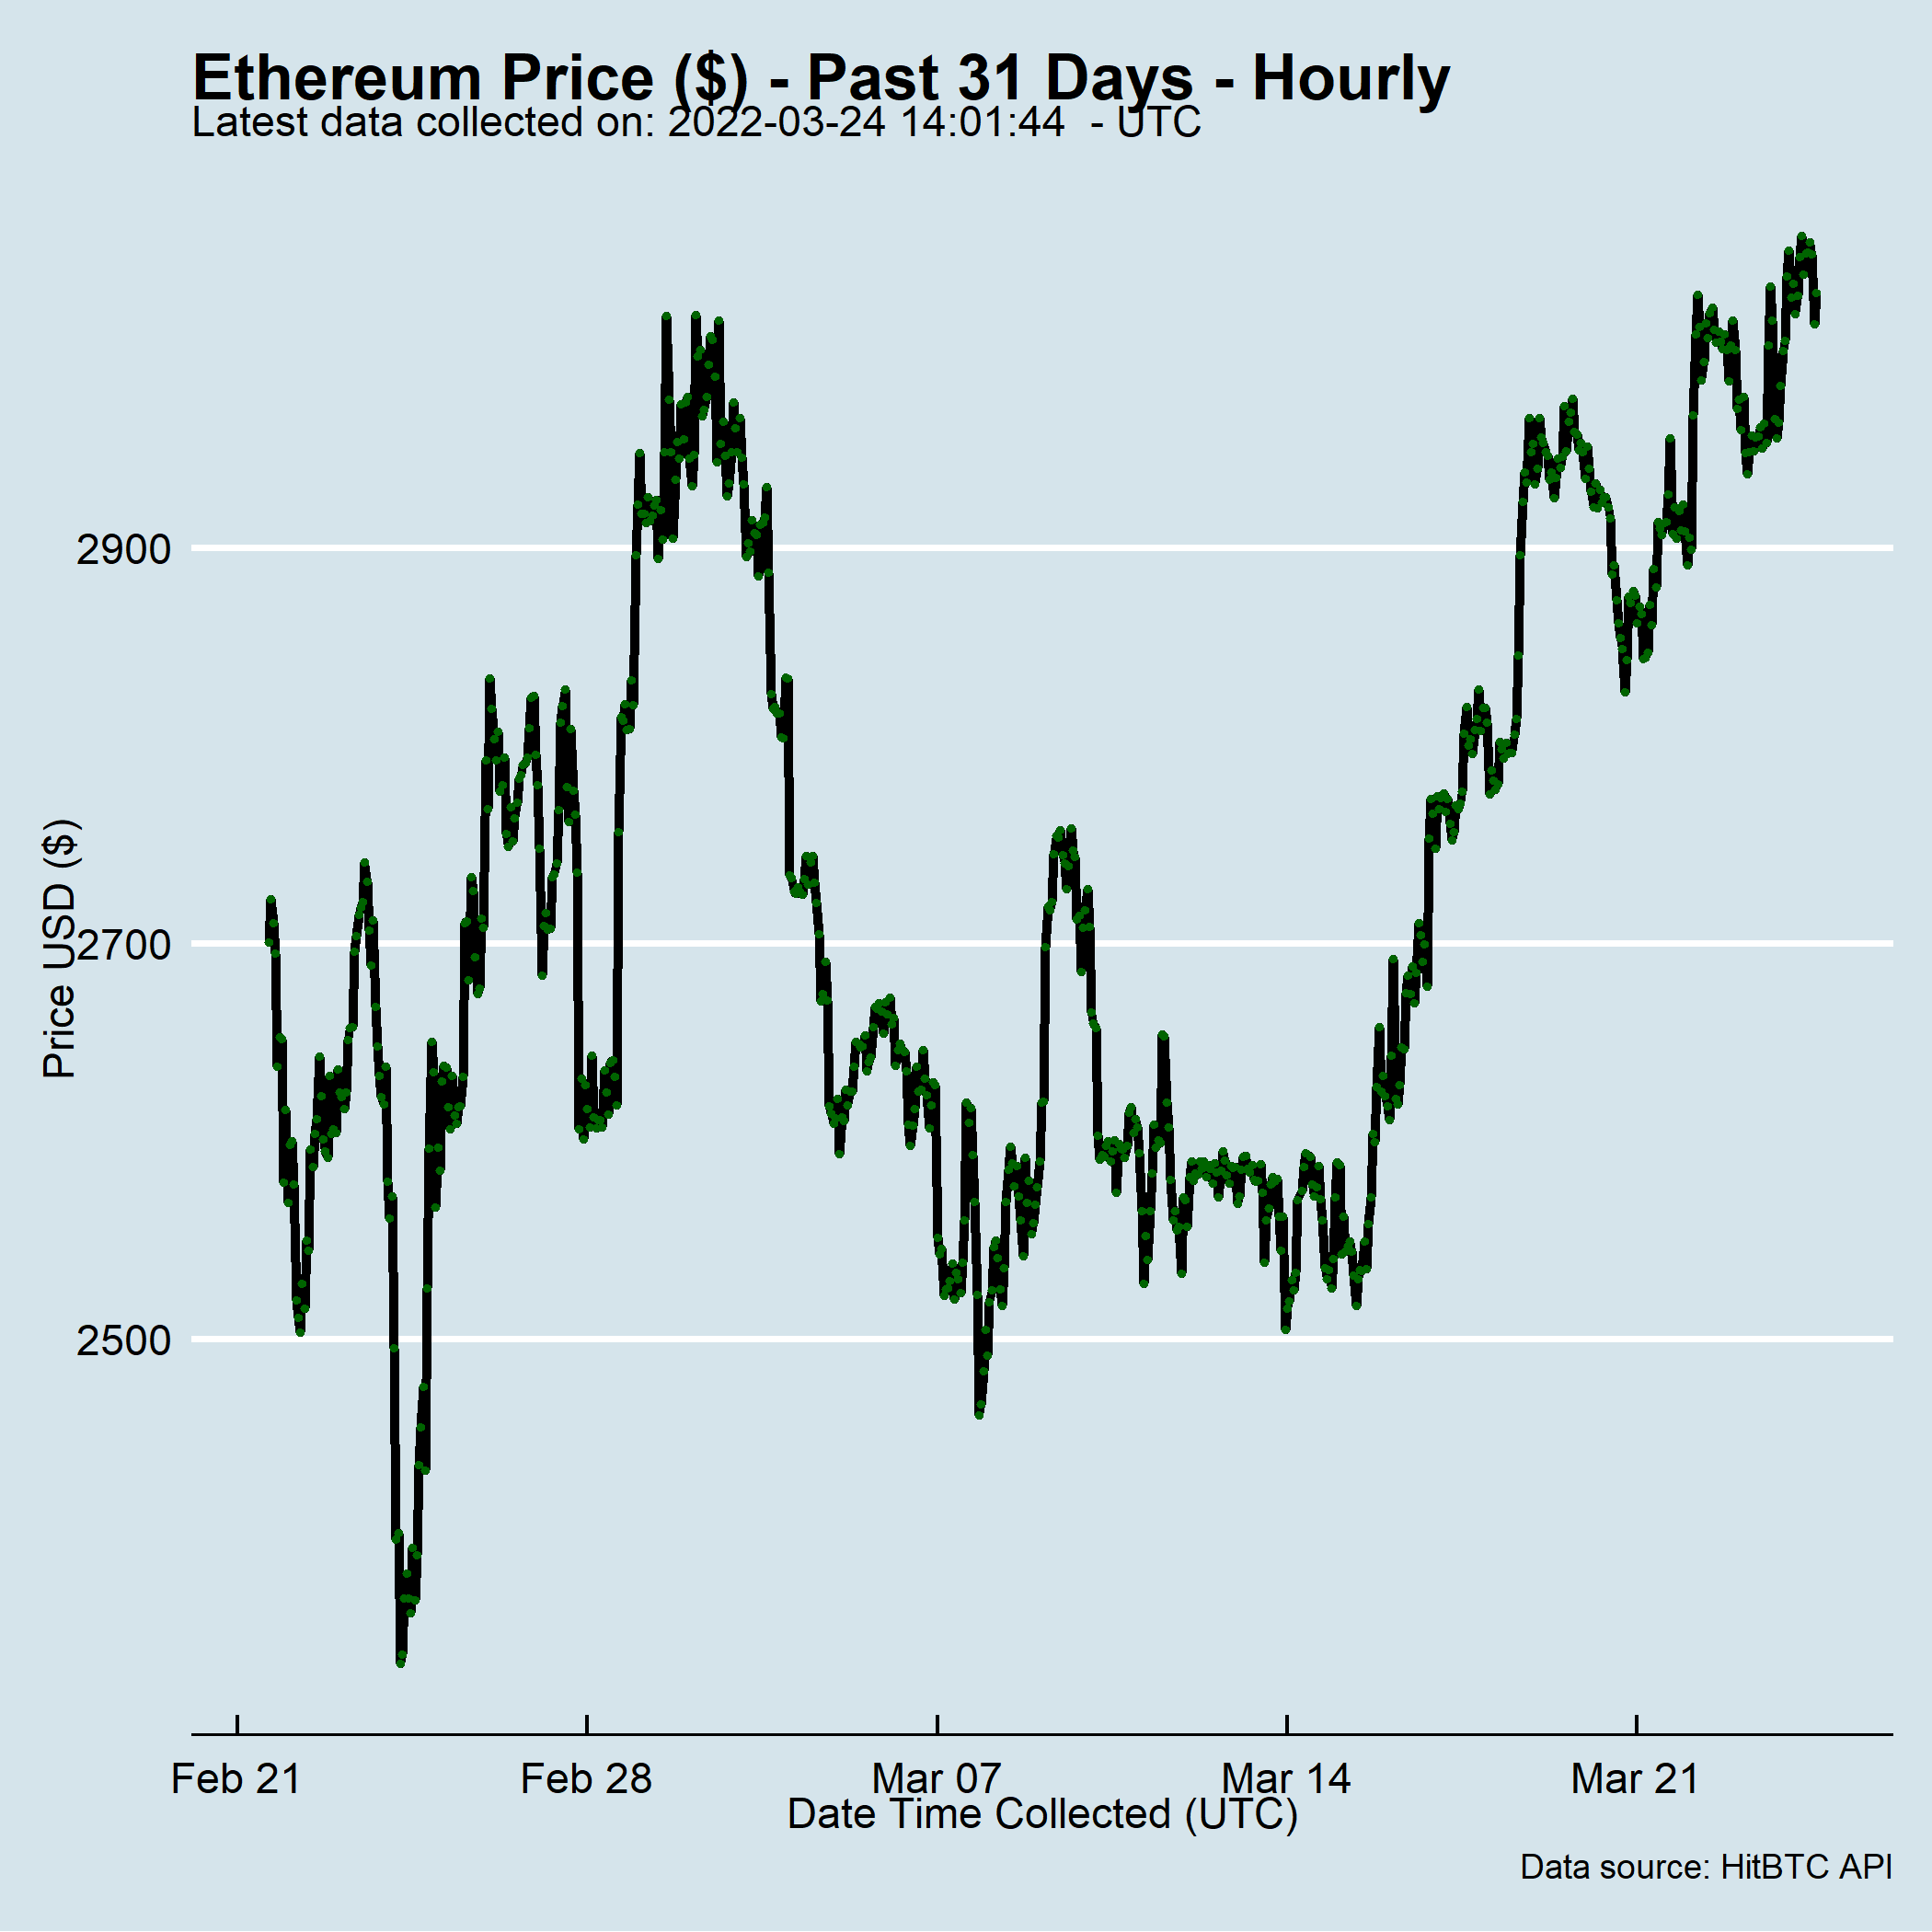 Ethereum Price ($) - Past 31 Days - Hourly
Latest data collected on: 2022-03-24 14:01:44  - UTC
Price USD ($)
2900
2700
2500
Feb 21 Feb 28 Mar 07 Mar 14 Mar 21
Date Time Collected (UTC)
Data source: HitBTC API